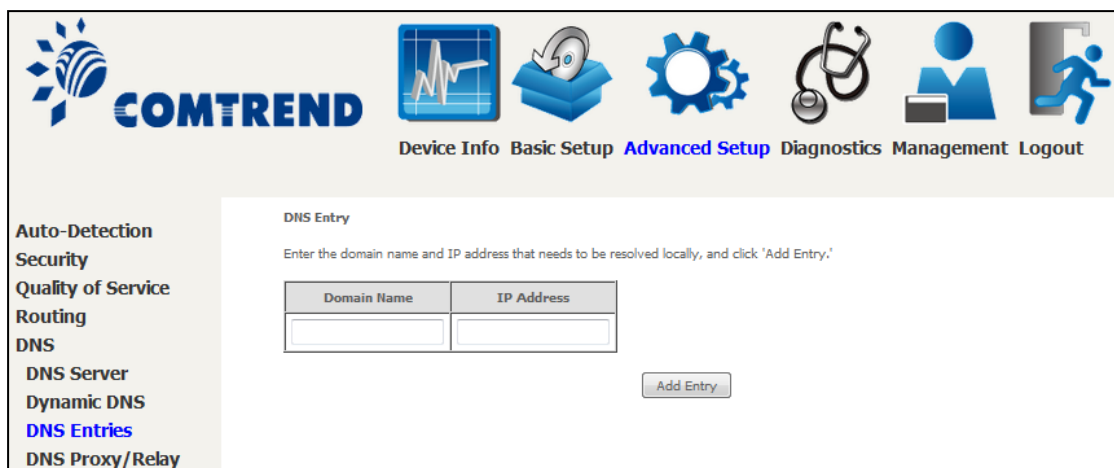 COMTREND
Device Info Basic Setup Advanced Setup Diagnostics Management Logout
Auto-Detection
Security
Quality of Service
Routing
DNS
DNS Server
Dynamic DNS
DNS Entries
DNS Proxy/Relay
DNS Entry
Enter the domain name and IP address that needs to be resolved locally, and click 'Add Entry.'
Domain Name IP Address
Add Entry